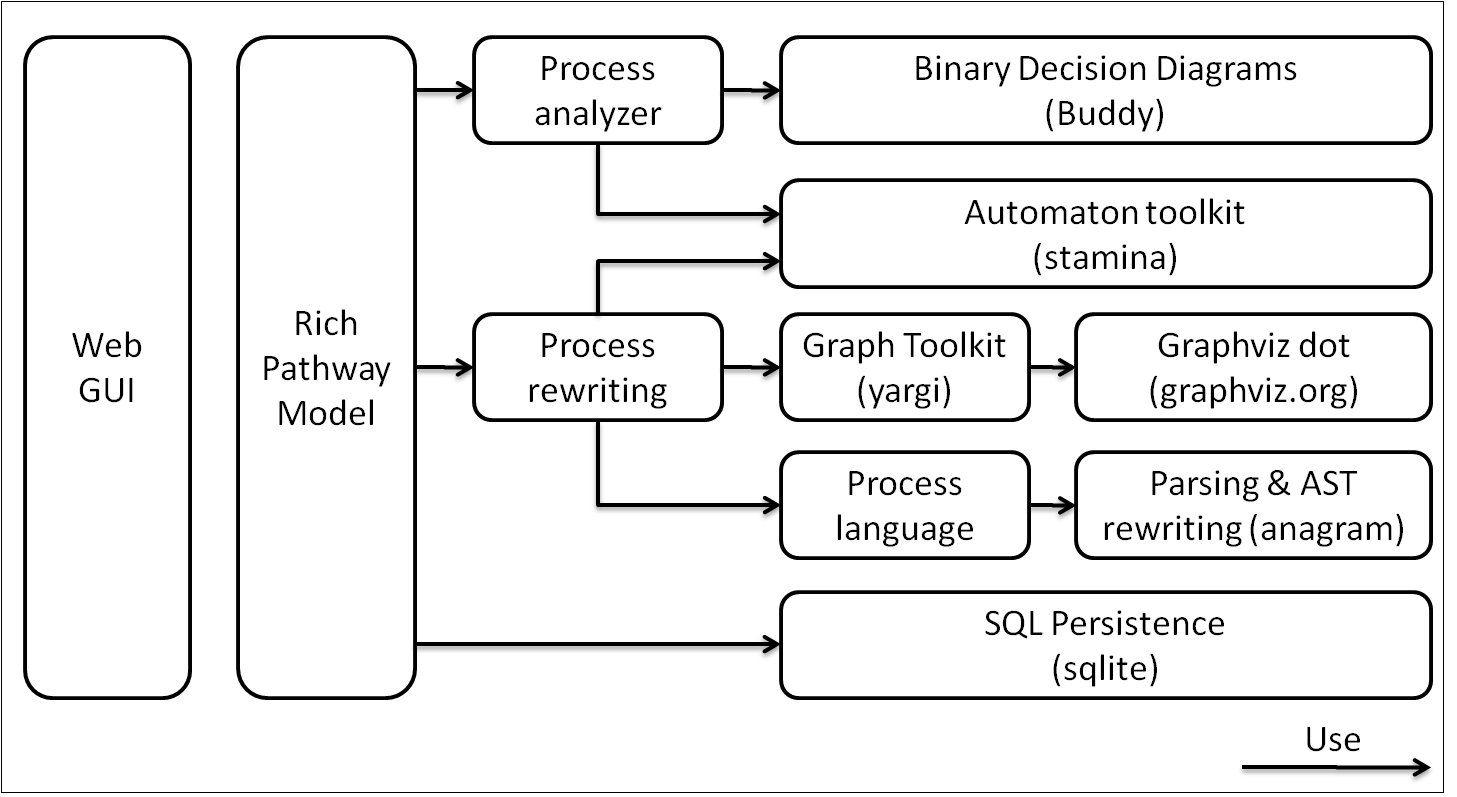 Web
GUI
Rich
Pathway
Model
Process
analyzer
Binary Decision Diagrams
(Buddy)
Automaton toolkit
(stamina)
Process
rewriting
Graph Toolkit
(yargi)
Graphviz dot
(graphviz.org)
Process
language
Parsing & AST
rewriting (anagram)
SQL Persistence
(sqlite)
Use